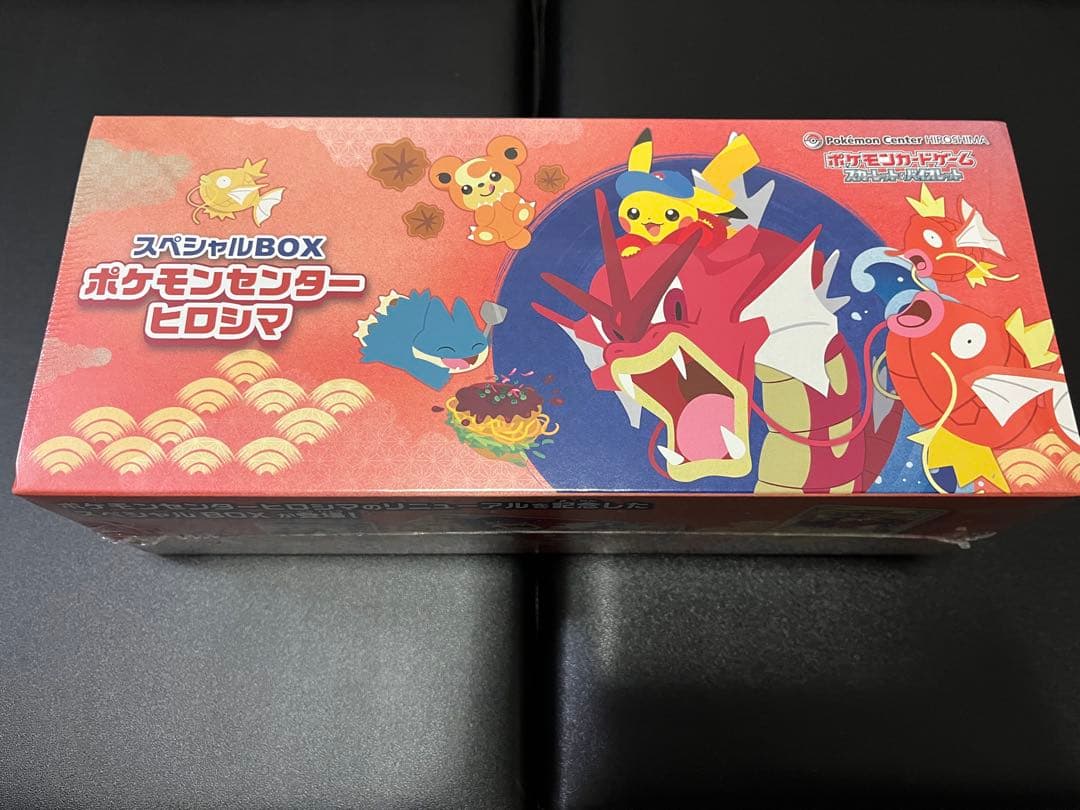 Pokémon Center HIROSHIMA
ポケモンカードゲーム
スカーレット&バイオレット
スペシャルBOX
ポケモンセンター
ヒロシマ
ポケモンセンターヒロシマのリニューアルを記念した